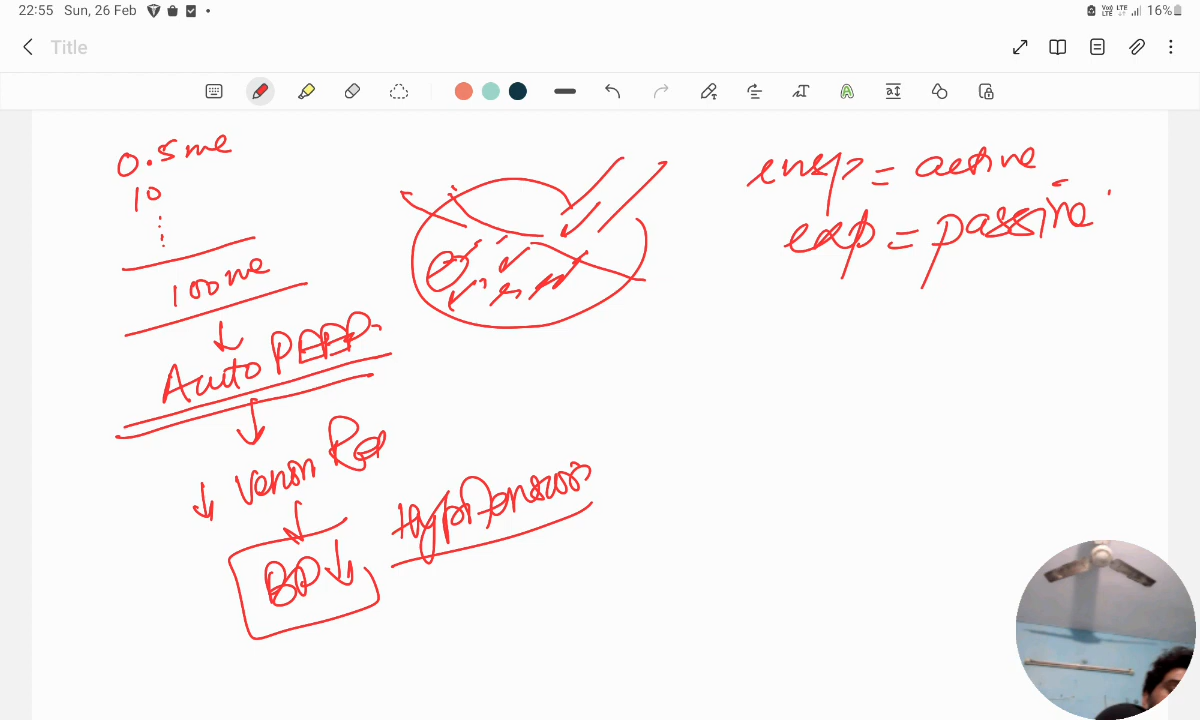 22:55 Sun, 26 Feb
16%
Title
0.5 ml
10
100 ml
↓
Auto PEEP
↓
↓ Venon Ret
↓
BP↓
Hypotension
insp = active
exp = passive